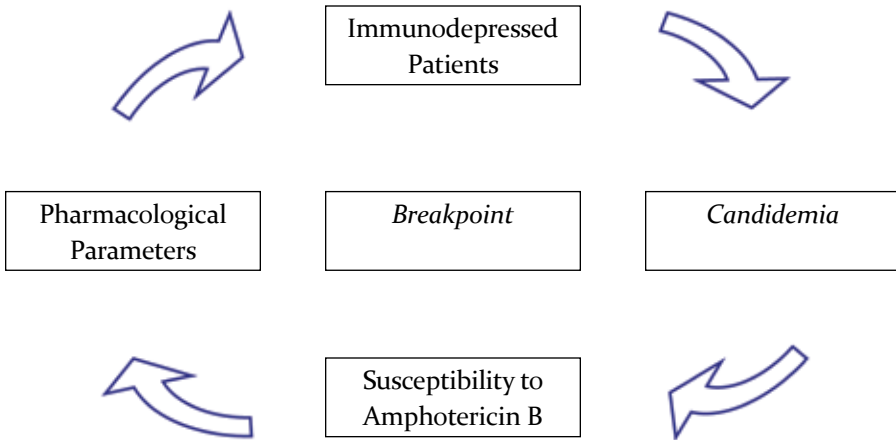 Immunodepressed
Patients
Pharmacological
Parameters
Breakpoint
Candidemia
Susceptibility to
Amphotericin B